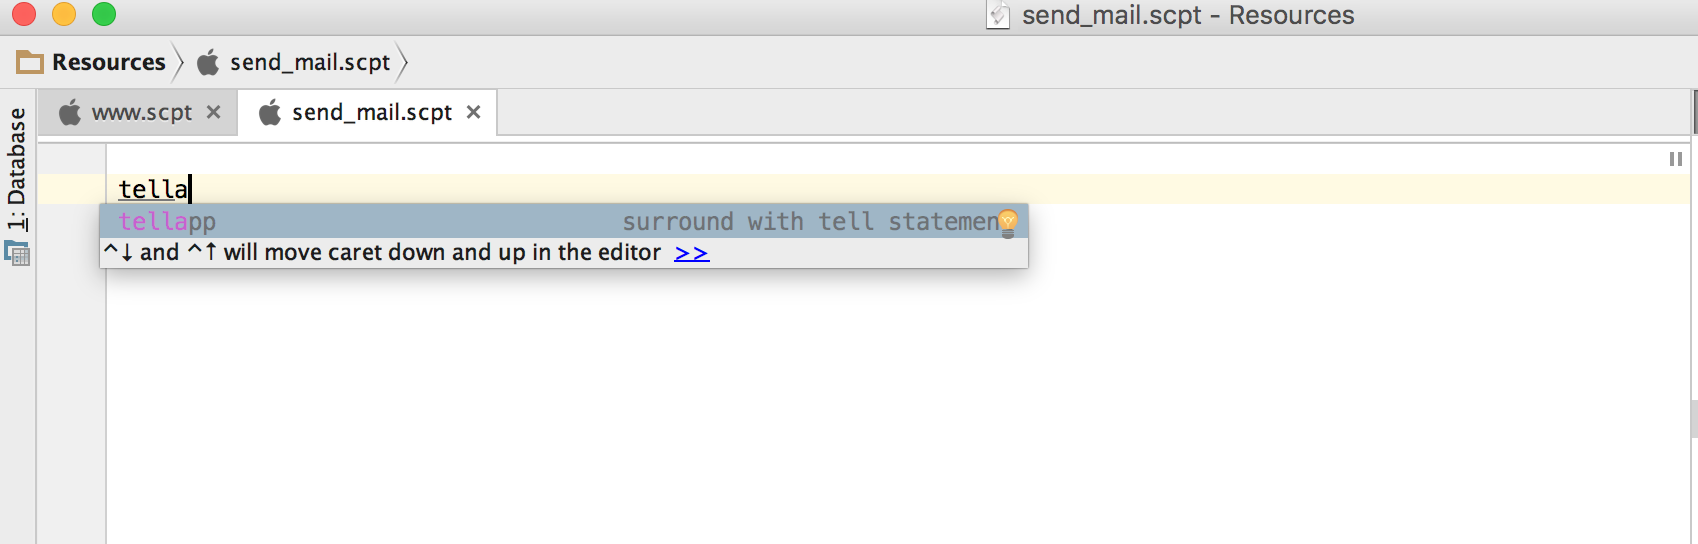 send_mail.scpt - Resources
Resources send_mail.scpt
www.scpt send_mail.scpt
1: Database
tella
tellapp surround with tell statemen
^↓ and ^↑ will move caret down and up in the editor >>